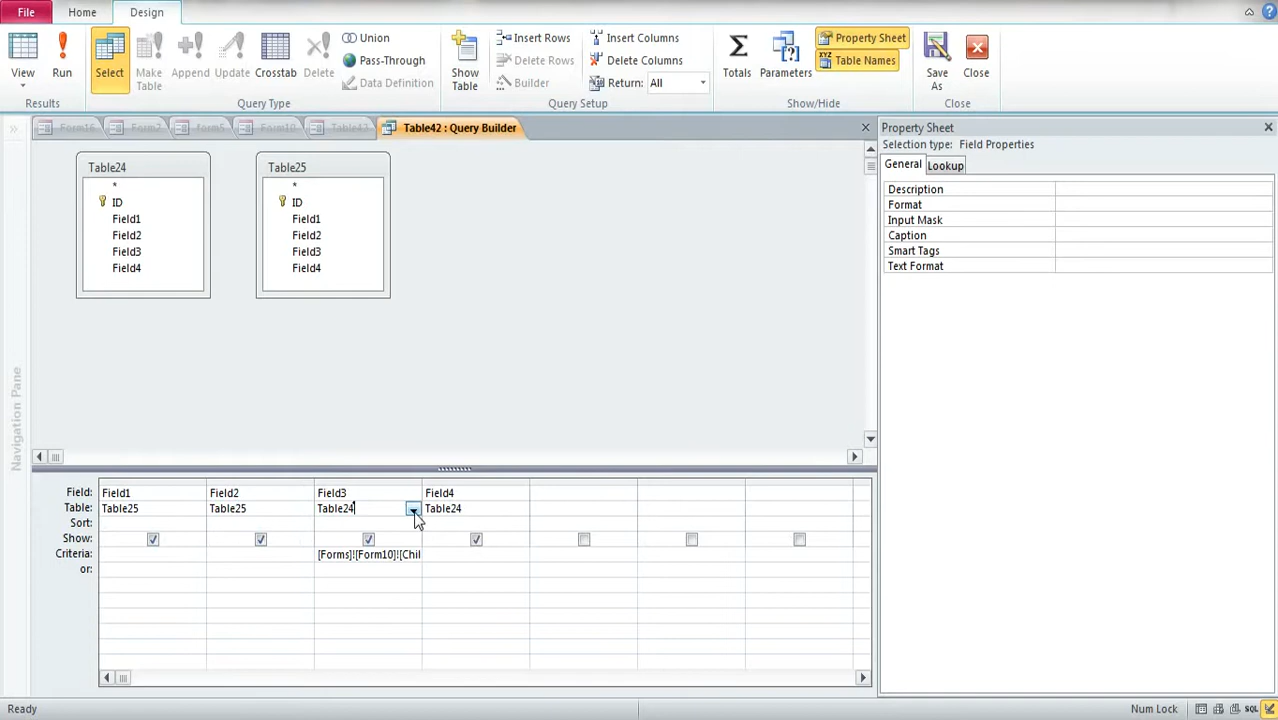 File Home Design
View Run Select Make Table Append Update Crosstab Delete Union Pass-Through Data Definition Show Table Insert Rows Delete Rows Builder Insert Columns Delete Columns Return: All Totals Parameters Property Sheet Table Names Save As Close
Results Query Type Query Setup Show/Hide Close
Form16 Form7 form5 Form10 Table42 : Query Builder
Property Sheet
Selection type: Field Properties
General Lookup
Description
Format
Input Mask
Caption
Smart Tags
Text Format
Navigation Pane
Table24 Table25
* *
ID ID
Field1 Field1
Field2 Field2
Field3 Field3
Field4 Field4
Field: Field1 Field2 Field3 Field4
Table: Table25 Table25 Table24 Table24
Sort:
Show:
Criteria: [Forms]![Form10]![Chil
or:
Ready Num Lock SQL